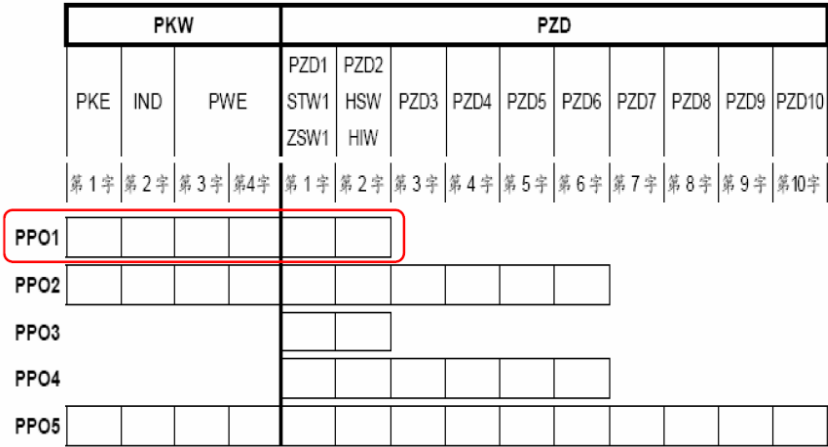 PKW PZD
PZD1 PZD2
PKE IND PWE STW1 HSW PZD3 PZD4 PZD5 PZD6 PZD7 PZD8 PZD9 PZD10
ZSW1 HIW
第1字 第2字 第3字 第4字 第1字 第2字 第3字 第4字 第5字 第6字 第7字 第8字 第9字 第10字
PPO1
PPO2
PPO3
PPO4
PPO5